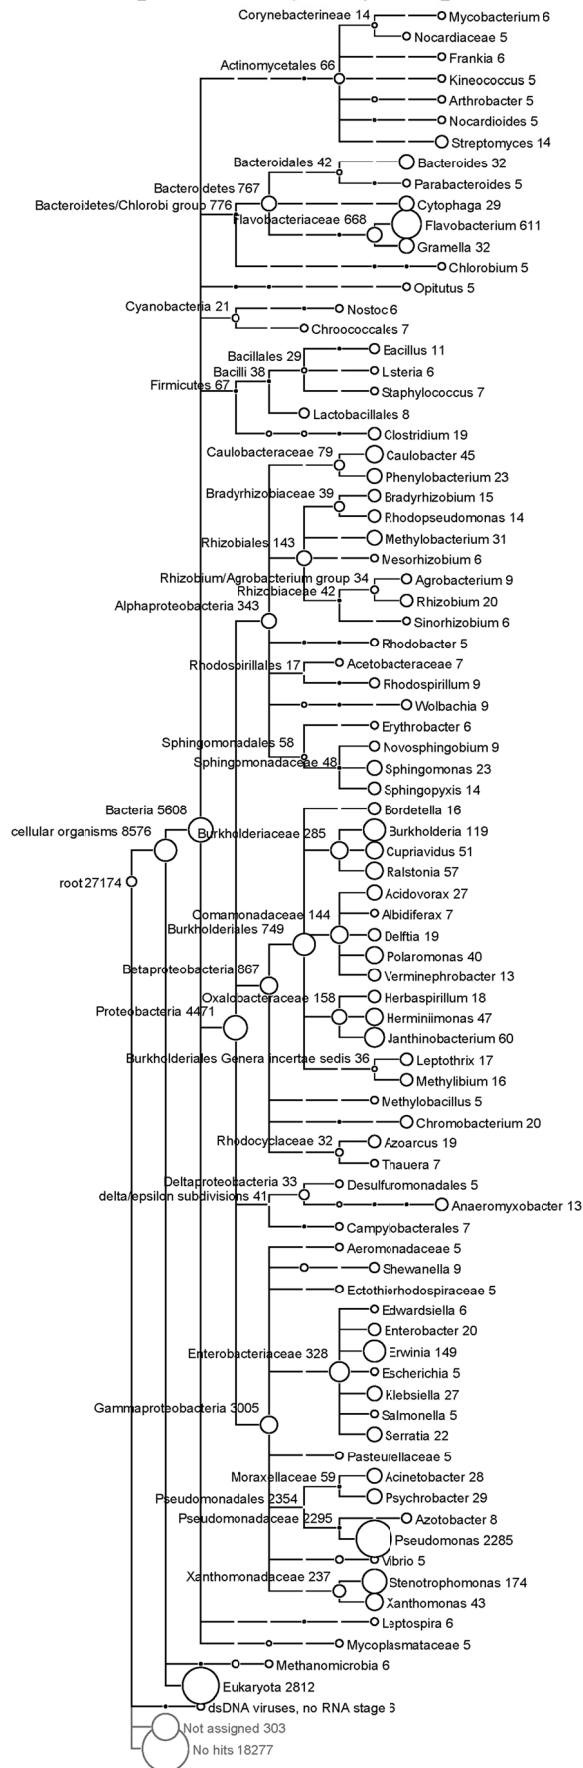 Corynebacterineae 14
Mycobacterium 6
Nocardiaceae 5
Frankia 6
Actinomycetales 66
Kineococcus 5
Arthrobacter 5
Nocardioides 5
Streptomyces 14
Bacteroidales 42
Bacteroides 32
Parabacteroides 5
Bacteroidetes 767
Bacteroidetes/Chlorobi group 776
Cytophaga 29
Flavobacteriaceae 668
Flavobacterium 611
Gramella 32
Chlorobium 5
Opitutus 5
Cyanobacteria 21
Nostoc 6
Chroococcales 7
Bacillus 11
Bacillales 29
Listeria 6
Bacilli 38
Firmicutes 67
Staphylococcus 7
Lactobacillales 8
Clostridium 19
Caulobacteraceae 79
Caulobacter 45
Phenylobacterium 23
Bradyrhizobiaceae 39
Bradyrhizobium 15
Rhodopseudomonas 14
Rhizobiales 143
Methylobacterium 31
Mesorhizobium 6
Rhizobium/Agrobacterium group 34
Agrobacterium 9
Rhizobiaceae 42
Rhizobium 20
Alphaproteobacteria 343
Sinorhizobium 6
Rhodobacter 5
Rhodospirillales 17
Acetobacteraceae 7
Rhodospirillum 9
Wolbachia 9
Erythrobacter 6
Sphingomonadales 58
Novosphingobium 9
Sphingomonadaceae 48
Sphingomonas 23
Sphingopyxis 14
Bacteria 5608
Bordetella 16
cellular organisms 8576
Burkholderiaceae 285
Burkholderia 119
Cupriavidus 51
Ralstonia 57
root 27174
Acidovorax 27
Comamonadaceae 144
Albidiferax 7
Burkholderiales 749
Delftia 19
Polaromonas 40
Betaproteobacteria 867
Verminephrobacter 13
Oxalobacteraceae 158
Herbaspirillum 18
Proteobacteria 4471
Herminiimonas 47
Janthinobacterium 60
Burkholderiales Genera incertae sedis 36
Leptothrix 17
Methylibium 16
Methylobacillus 5
Chromobacterium 20
Rhodocyclaceae 32
Azoarcus 19
Thauera 7
Deltaproteobacteria 33
Desulfuromonadales 5
delta/epsilon subdivisions 41
Anaeromyxobacter 13
Campylobacterales 7
Aeromonadaceae 5
Shewanella 9
Ectothiorhodospiraceae 5
Edwardsiella 6
Enterobacter 20
Enterobacteriaceae 328
Erwinia 149
Escherichia 5
Klebsiella 27
Gammaproteobacteria 3005
Salmonella 5
Serratia 22
Pasteurellaceae 5
Moraxellaceae 59
Acinetobacter 28
Pseudomonadales 2354
Psychrobacter 29
Pseudomonadaceae 2295
Azotobacter 8
Pseudomonas 2285
Vibrio 5
Xanthomonadaceae 237
Stenotrophomonas 174
Xanthomonas 43
Leptospira 6
Mycoplasmataceae 5
Methanomicrobia 6
Eukaryota 2812
dsDNA viruses, no RNA stage 6
Not assigned 303
No hits 18277